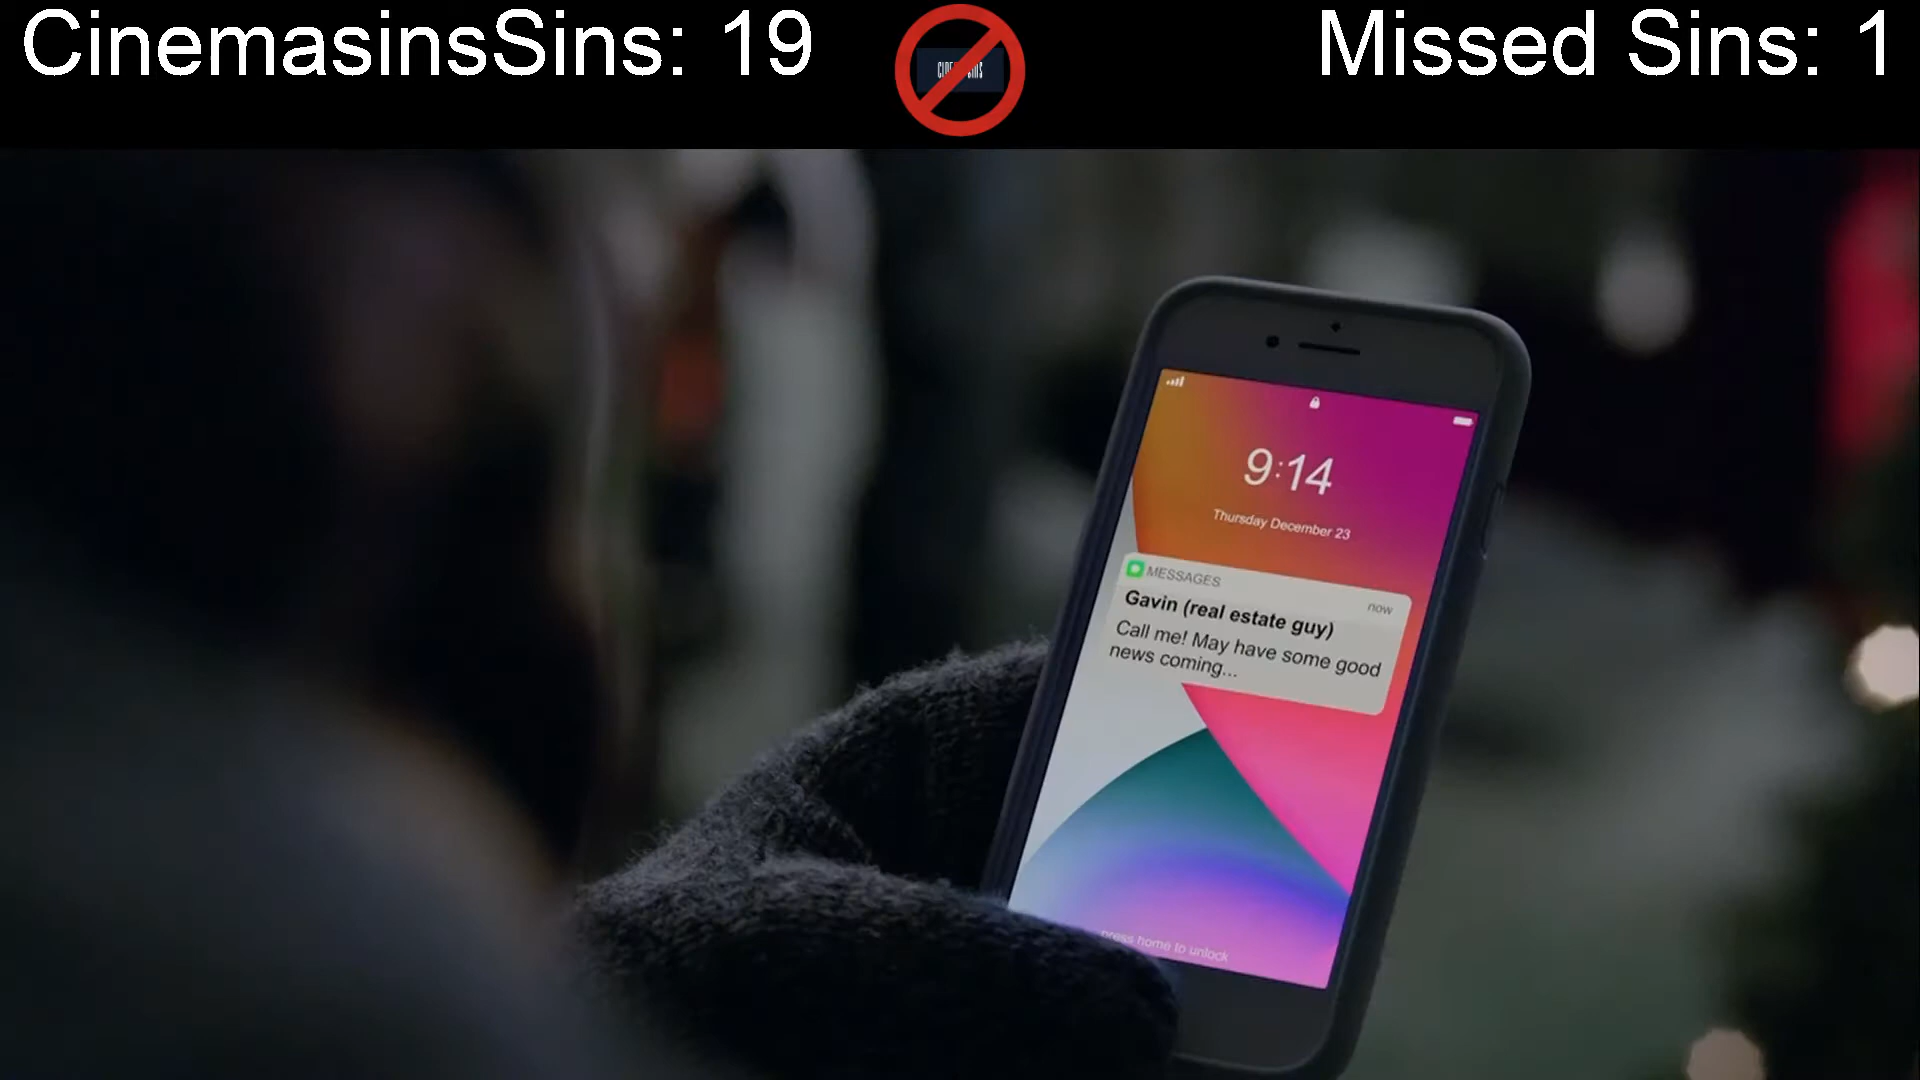 CinemasinsSins: 19
Missed Sins: 1
9:14
Thursday December 23
MESSAGES
now
Gavin (real estate guy)
Call me! May have some good
news coming...
press home to unlock